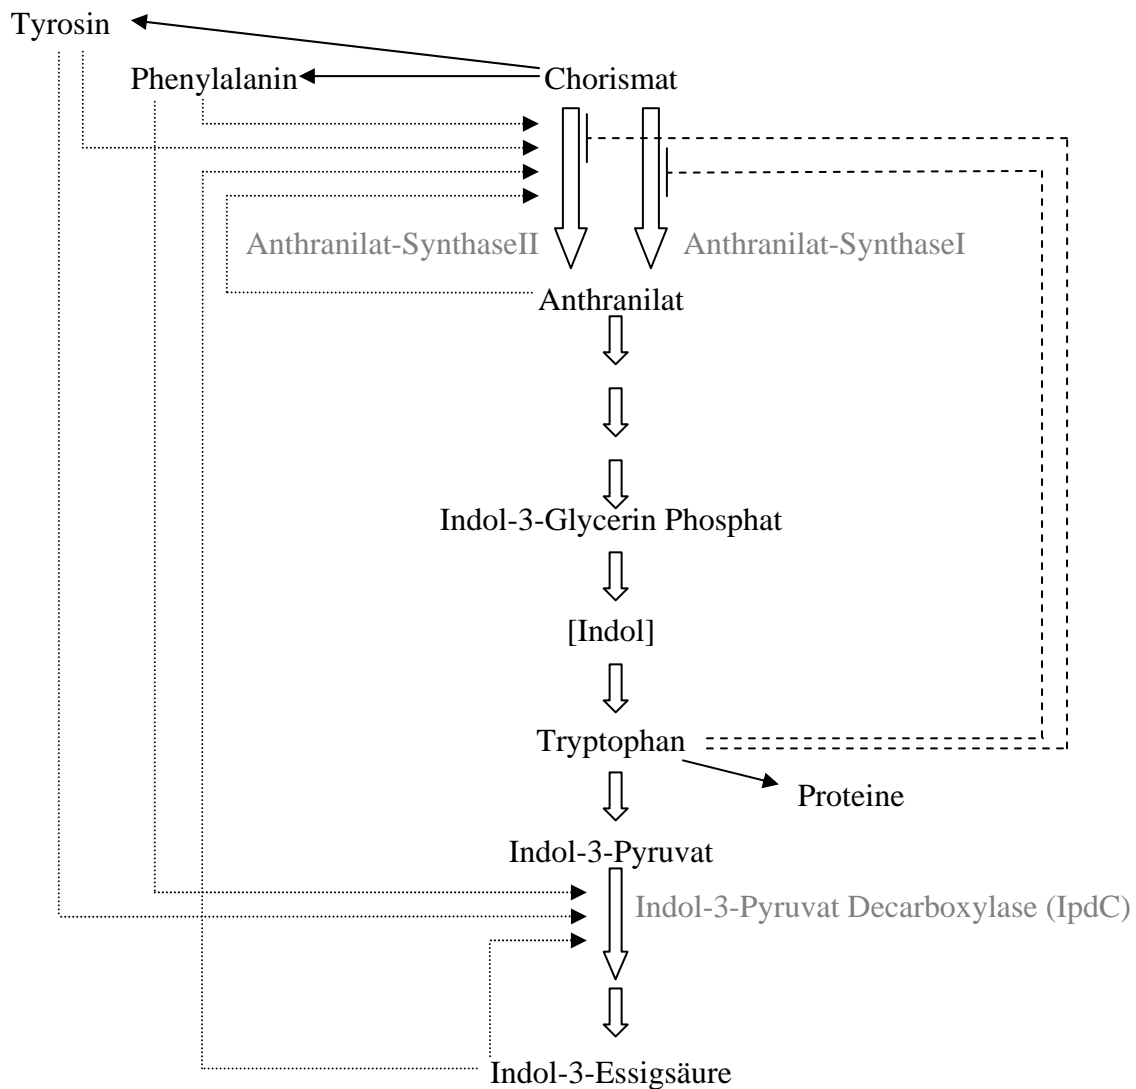 Tyrosin
Phenylalanin
Chorismat
Anthranilat-SynthaseII
Anthranilat-SynthaseI
Anthranilat
Indol-3-Glycerin Phosphat
[Indol]
Tryptophan
Proteine
Indol-3-Pyruvat
Indol-3-Pyruvat Decarboxylase (IpdC)
Indol-3-Essigsäure